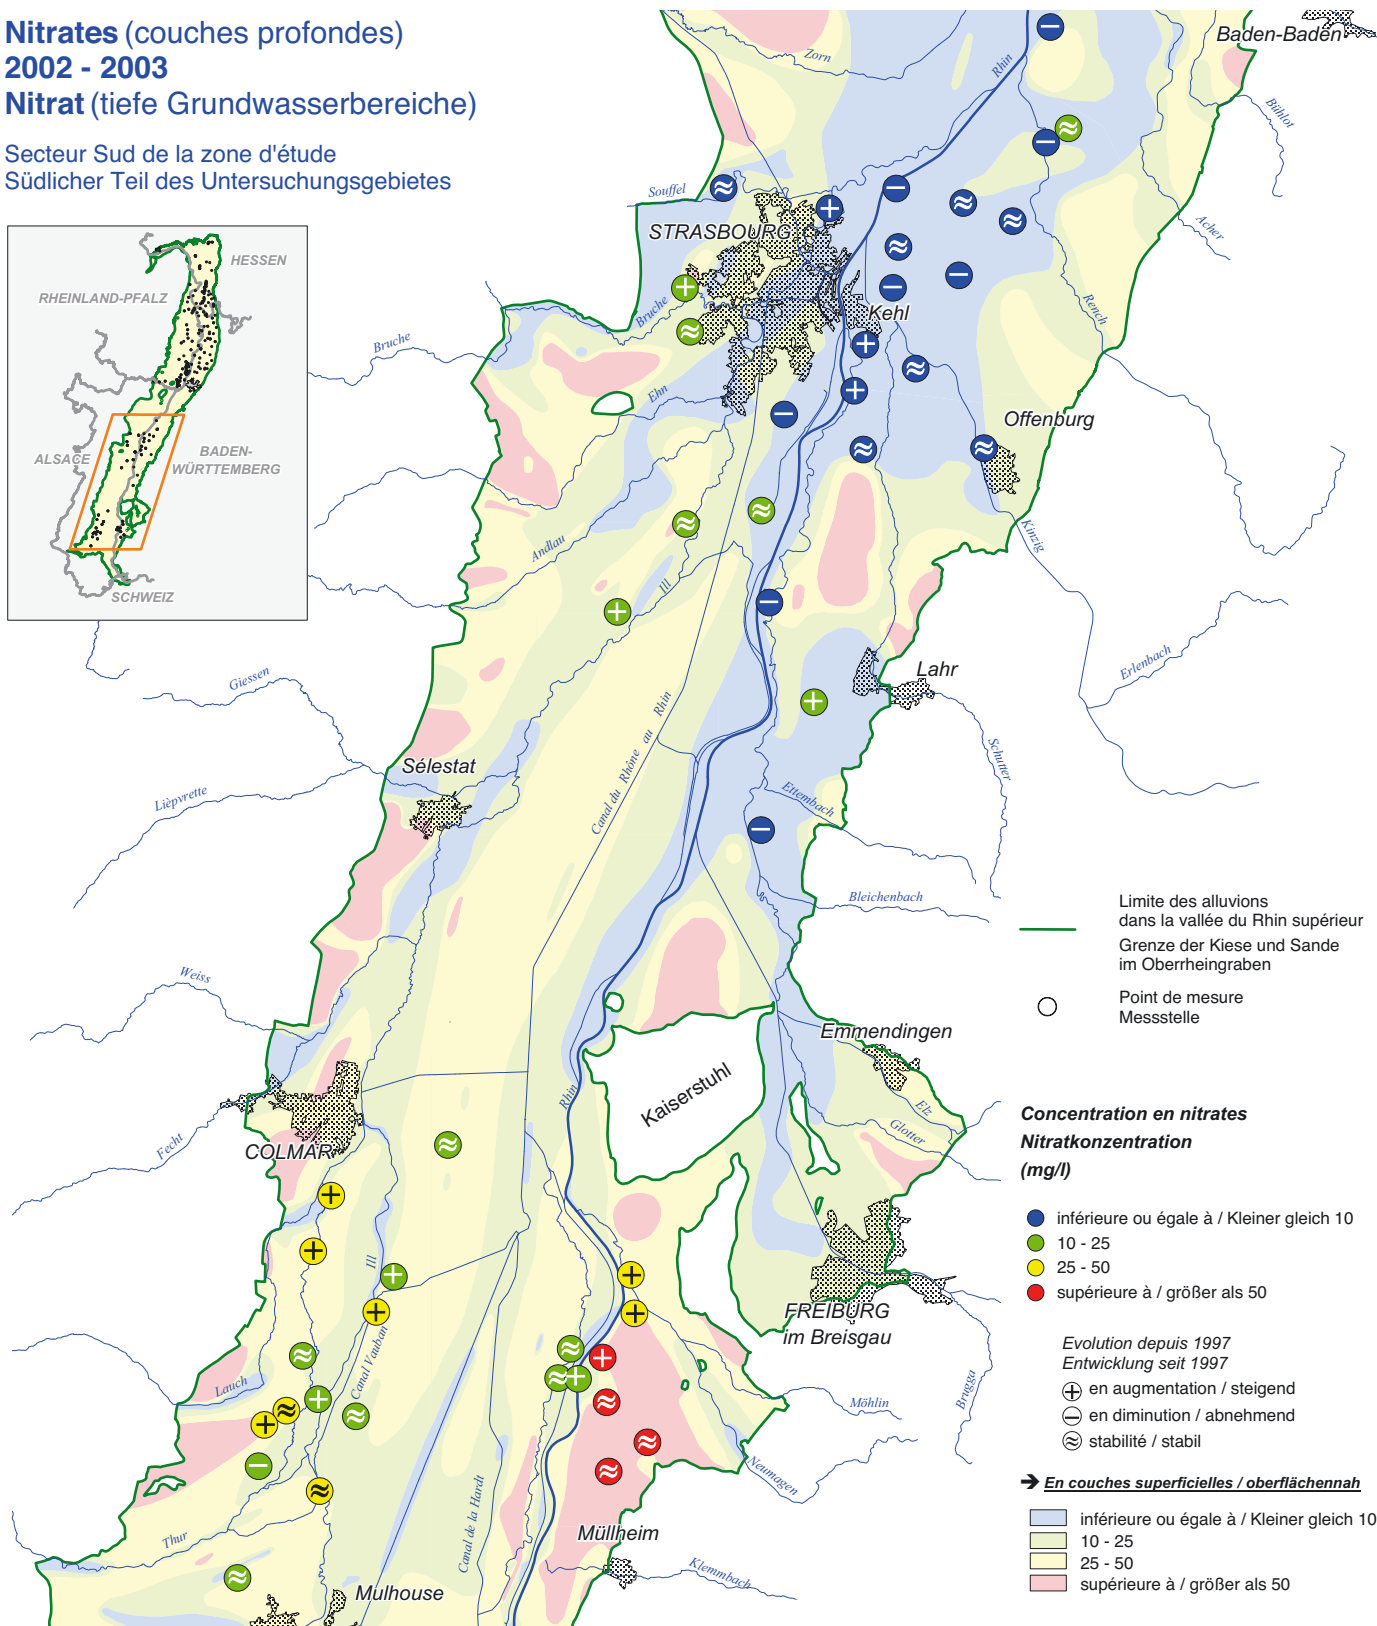 Nitrates (couches profondes)
2002 - 2003
Nitrat (tiefe Grundwasserbereiche)
Secteur Sud de la zone d'étude
Südlicher Teil des Untersuchungsgebietes
HESSEN
RHEINLAND-PFALZ
ALSACE
BADEN-
WÜRTTEMBERG
SCHWEIZ
Baden-Baden
Zorn
Rhin
Bühlot
Souffel
STRASBOURG
Acher
Bruche
Bruche
Kehl
Rench
Ehn
Offenburg
Andlau
Ill
Kinzig
Giessen
Lahr
Erlenbach
Canal du Rhône au Rhin
Schutter
Sélestat
Lièpvrette
Ettembach
Bleichenbach
Weiss
Emmendingen
Kaiserstuhl
Rhin
Elz
Glotter
Fecht
COLMAR
Ill
FREIBURG
im Breisgau
Canal Vauban
Lauch
Möhlin
Brugga
Neumagen
Canal de la Hardt
Thur
Müllheim
Klemmbach
Mulhouse
Limite des alluvions
dans la vallée du Rhin supérieur
Grenze der Kiese und Sande
im Oberrheingraben
Point de mesure
Messstelle
Concentration en nitrates
Nitratkonzentration
(mg/l)
inférieure ou égale à / Kleiner gleich 10
10 - 25
25 - 50
supérieure à / größer als 50
Evolution depuis 1997
Entwicklung seit 1997
en augmentation / steigend
en diminution / abnehmend
stabilité / stabil
➔ En couches superficielles / oberflächennah
inférieure ou égale à / Kleiner gleich 10
10 - 25
25 - 50
supérieure à / größer als 50